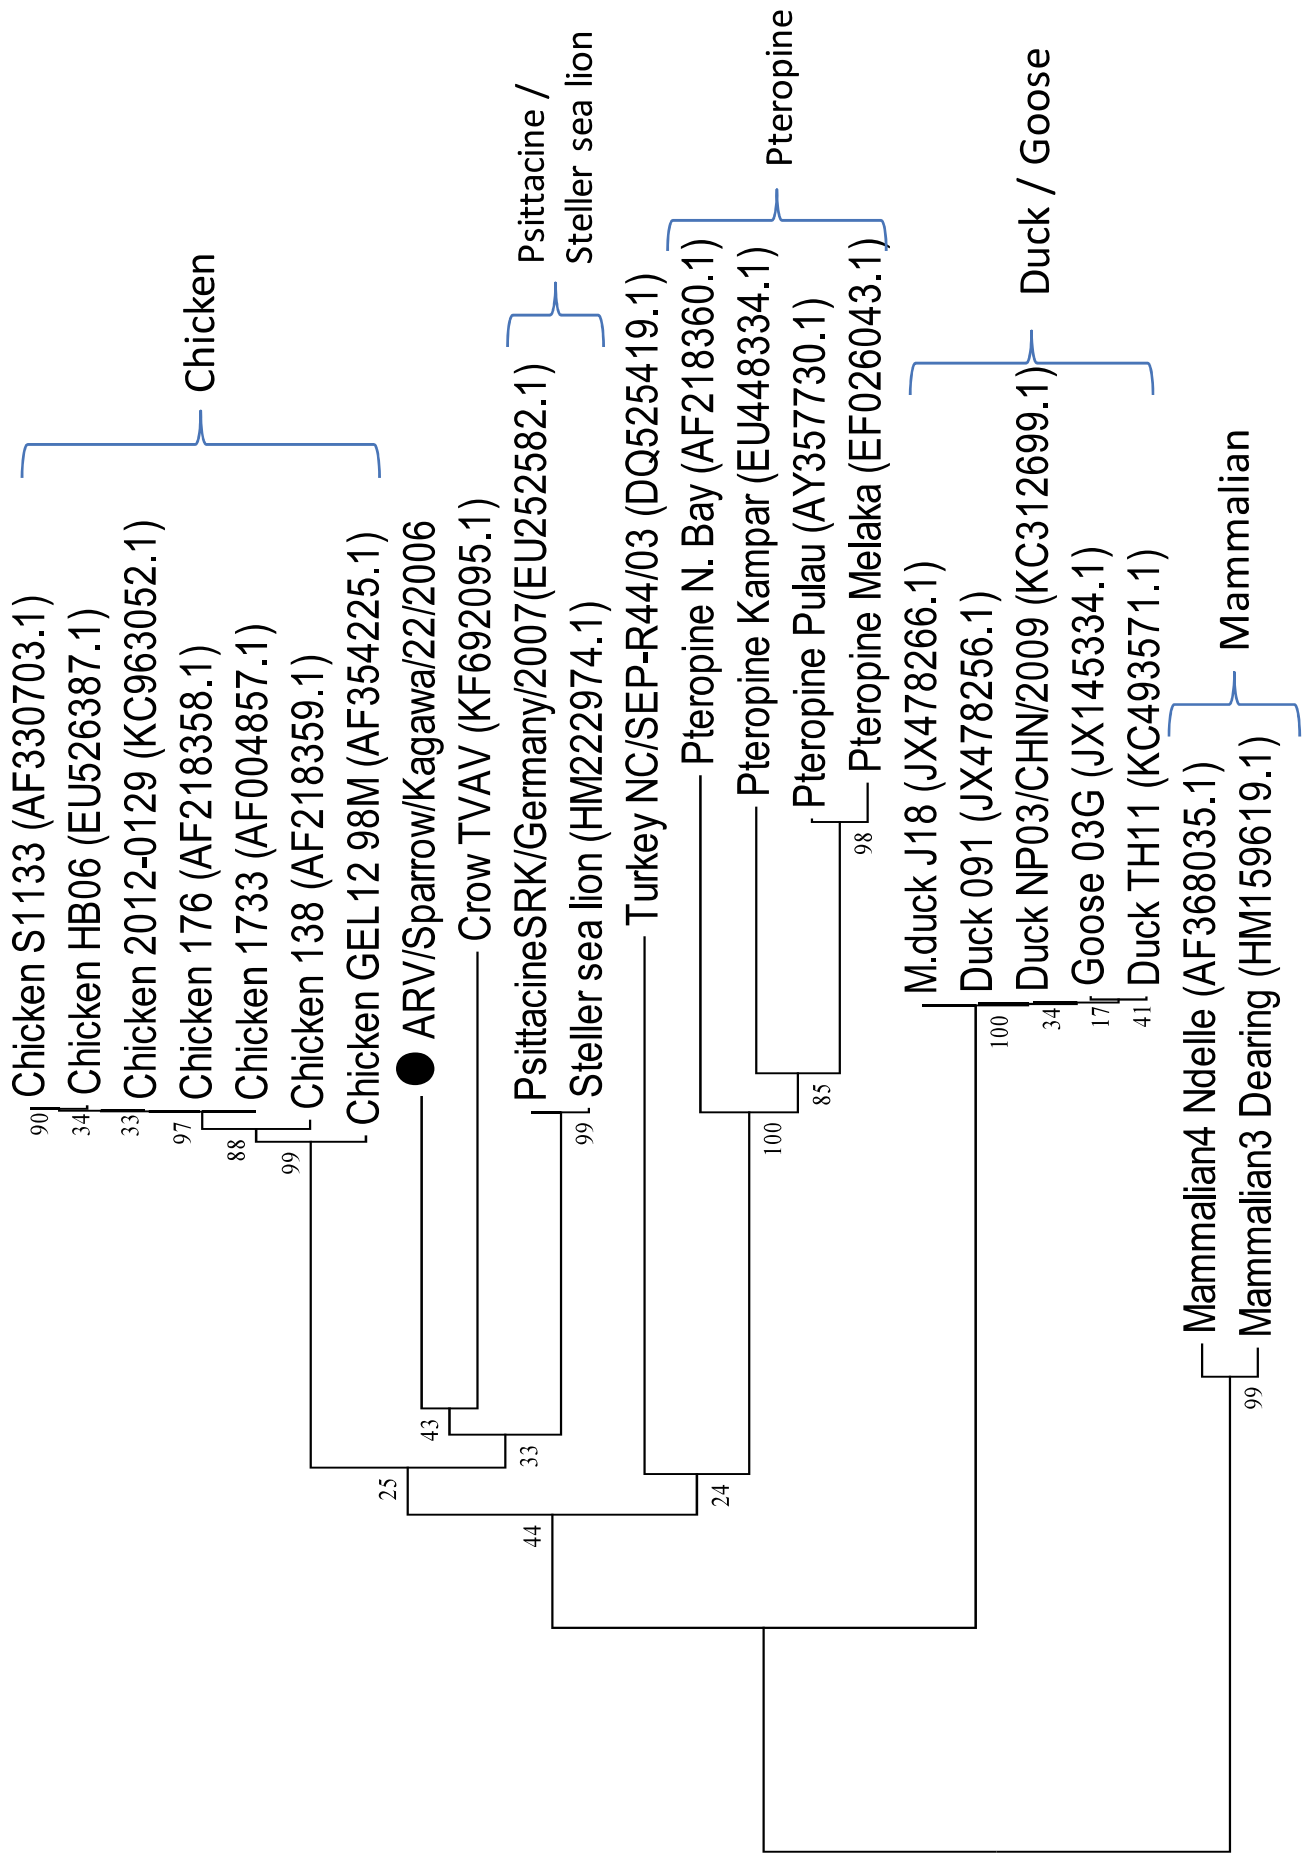 Chicken S1133 (AF330703.1)
Chicken HB06 (EU526387.1)
Chicken 2012-0129 (KC963052.1)
Chicken 176 (AF218358.1)
Chicken 1733 (AF004857.1)
Chicken 138 (AF218359.1)
Chicken GEL12 98M (AF354225.1)
ARV/Sparrow/Kagawa/22/2006
Crow TVAV (KF692095.1)
PsittacineSRK/Germany/2007(EU252582.1)
Steller sea lion (HM222974.1)
Turkey NC/SEP-R44/03 (DQ525419.1)
Pteropine N. Bay (AF218360.1)
Pteropine Kampar (EU448334.1)
Pteropine Pulau (AY357730.1)
Pteropine Melaka (EF026043.1)
M.duck J18 (JX478266.1)
Duck 091 (JX478256.1)
Duck NP03/CHN/2009 (KC312699.1)
Goose 03G (JX145334.1)
Duck TH11 (KC493571.1)
Mammalian4 Ndelle (AF368035.1)
Mammalian3 Dearing (HM159619.1)
Chicken
Psittacine /
Steller sea lion
Pteropine
Duck / Goose
Mammalian
90
34
33
97
88
99
43
33
25
99
44
24
100
85
98
100
34
17
41
99